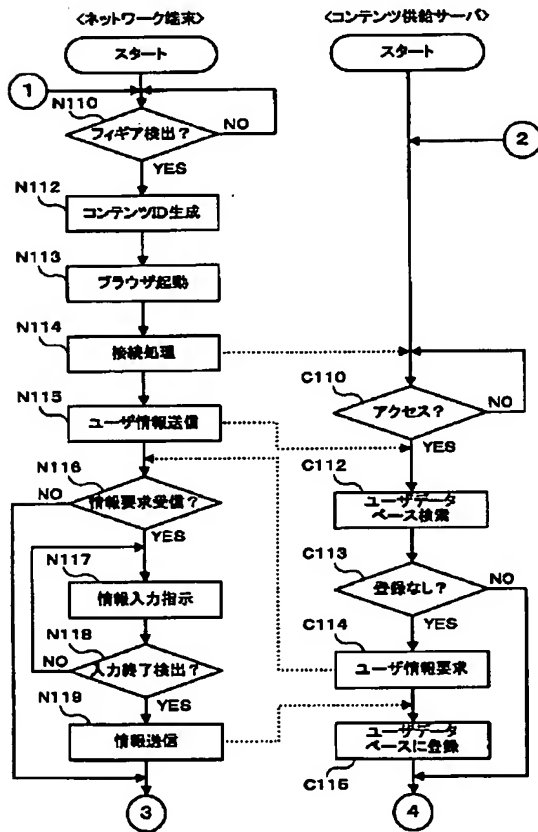 <ネットワーク端末>
スタート
1
N110
フィギア検出?
NO
YES
N112
コンテンツID生成
N113
ブラウザ起動
N114
接続処理
N115
ユーザ情報送信
N116
NO
情報要求受信?
YES
N117
情報入力指示
N118
NO
入力終了検出?
YES
N119
情報送信
3
<コンテンツ供給サーバ>
スタート
2
C110
アクセス?
NO
YES
C112
ユーザデータ
ベース検索
C113
登録なし?
NO
YES
C114
ユーザ情報要求
ユーザデータ
ベースに登録
C115
4